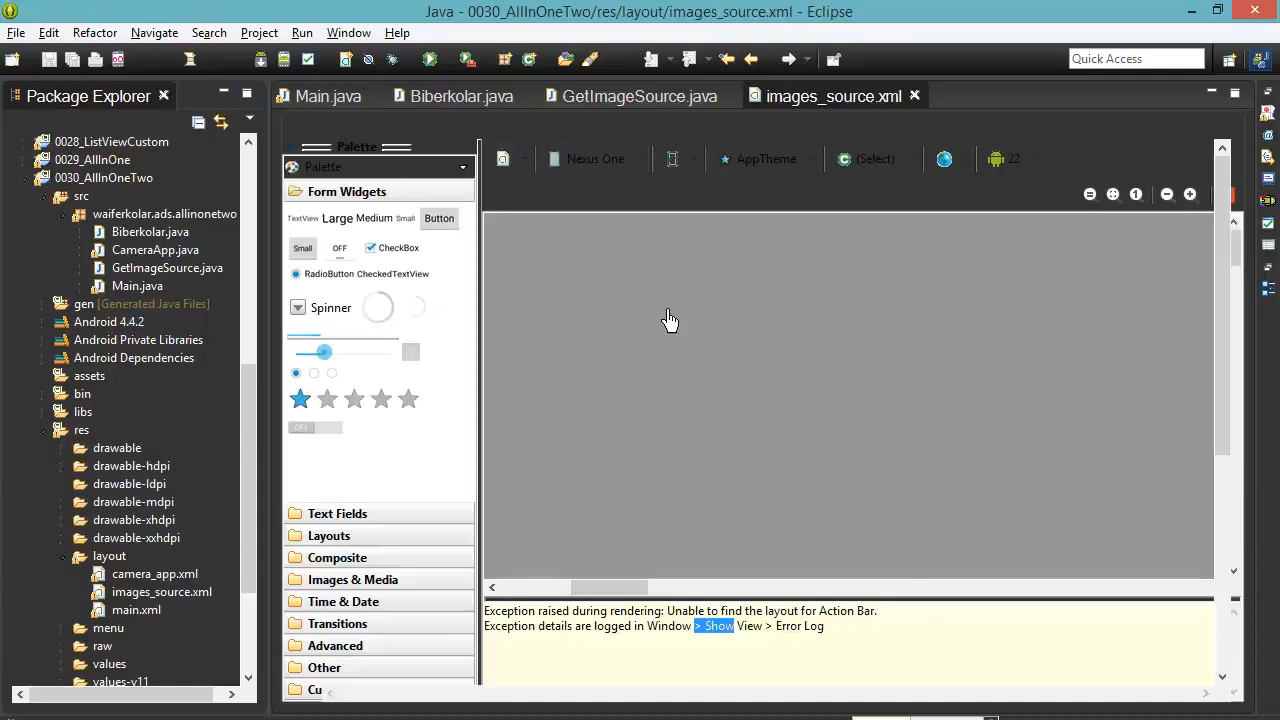 Java - 0030_AllInOneTwo/res/layout/images_source.xml - Eclipse
File Edit Refactor Navigate Search Project Run Window Help
Quick Access
Package Explorer
Main.java
Biberkolar.java
GetImageSource.java
images_source.xml
0028_ListViewCustom
0029_AllInOne
0030_AllInOneTwo
src
waiferkolar.ads.allinonetwo
Biberkolar.java
CameraApp.java
GetImageSource.java
Main.java
gen [Generated Java Files]
Android 4.4.2
Android Private Libraries
Android Dependencies
assets
bin
libs
res
drawable
drawable-hdpi
drawable-ldpi
drawable-mdpi
drawable-xhdpi
drawable-xxhdpi
layout
camera_app.xml
images_source.xml
main.xml
menu
raw
values
values-v11
Palette
Palette
Form Widgets
TextView Large Medium Small Button
Small OFF CheckBox
RadioButton CheckedTextView
Spinner
OFF
Text Fields
Layouts
Composite
Images & Media
Time & Date
Transitions
Advanced
Other
Cu
Nexus One
AppTheme
(Select)
22
Exception raised during rendering: Unable to find the layout for Action Bar.
Exception details are logged in Window > Show View > Error Log